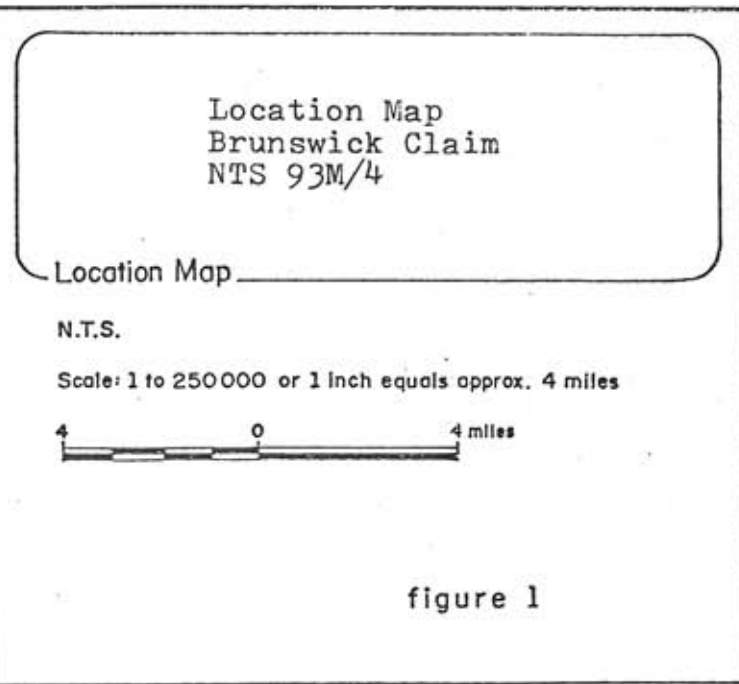 Location Map
Brunswick Claim
NTS 93M/4
Location Map
N.T.S.
Scale: 1 to 250000 or 1 inch equals approx. 4 miles
4 0 4 miles
figure 1